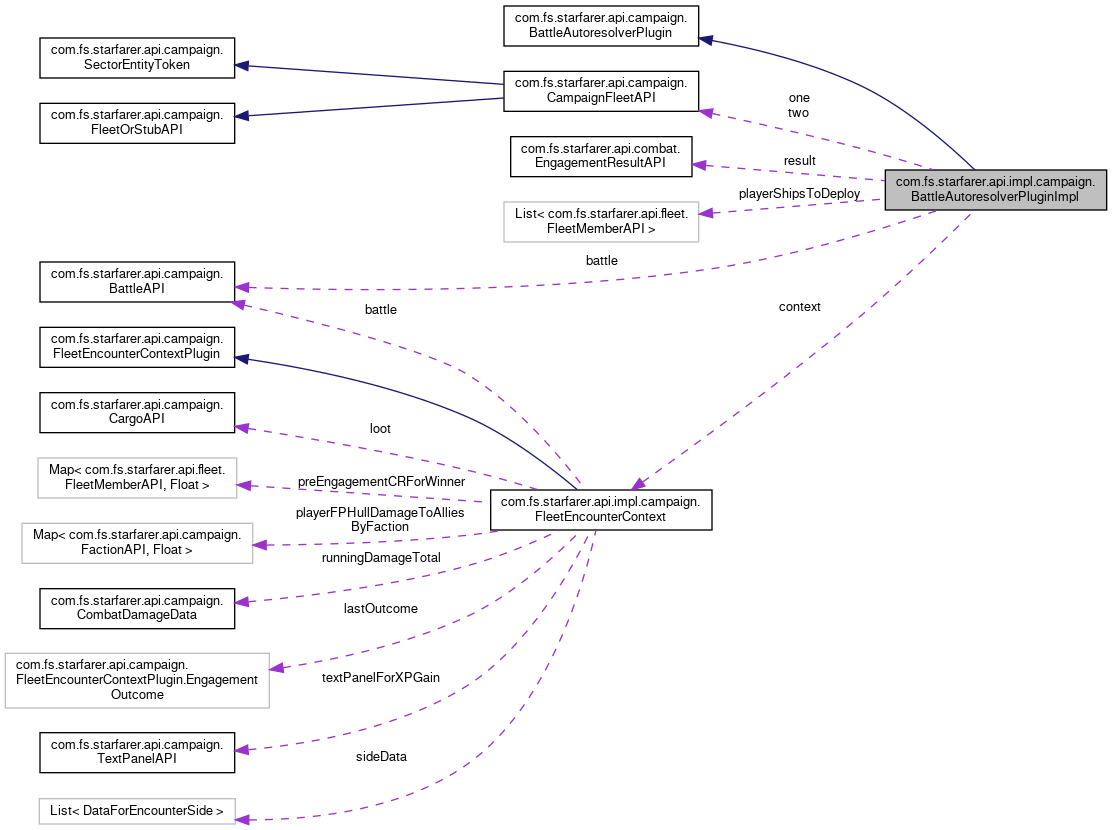 com.fs.starfarer.api.campaign.
BattleAutoresolverPlugin
com.fs.starfarer.api.campaign.
SectorEntityToken
com.fs.starfarer.api.campaign.
CampaignFleetAPI
com.fs.starfarer.api.campaign.
FleetOrStubAPI
one
two
com.fs.starfarer.api.combat.
EngagementResultAPI
result
com.fs.starfarer.api.impl.campaign.
BattleAutoresolverPluginImpl
playerShipsToDeploy
List< com.fs.starfarer.api.fleet.
FleetMemberAPI >
battle
com.fs.starfarer.api.campaign.
BattleAPI
battle
context
com.fs.starfarer.api.campaign.
FleetEncounterContextPlugin
com.fs.starfarer.api.campaign.
CargoAPI
loot
Map< com.fs.starfarer.api.fleet.
FleetMemberAPI, Float >
preEngagementCRForWinner
com.fs.starfarer.api.impl.campaign.
FleetEncounterContext
playerFPHullDamageToAllies
ByFaction
Map< com.fs.starfarer.api.campaign.
FactionAPI, Float >
runningDamageTotal
com.fs.starfarer.api.campaign.
CombatDamageData
lastOutcome
com.fs.starfarer.api.campaign.
FleetEncounterContextPlugin.Engagement
Outcome
textPanelForXPGain
com.fs.starfarer.api.campaign.
TextPanelAPI
sideData
List< DataForEncounterSide >